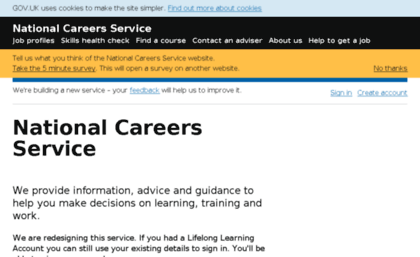 GOV.UK uses cookies to make the site simpler. Find out more about cookies
National Careers Service
Job profiles Skills health check Find a course Contact an adviser About us Help to get a job
Tell us what you think of the National Careers Service website.
Take the 5 minute survey. This will open a survey on another website. No thanks
We're building a new service – your feedback will help us to improve it. Sign in Create account
National Careers
Service
We provide information, advice and guidance to
help you make decisions on learning, training and
work.
We are redesigning this service. If you had a Lifelong Learning
Account you can still use your existing details to sign in. You'll be